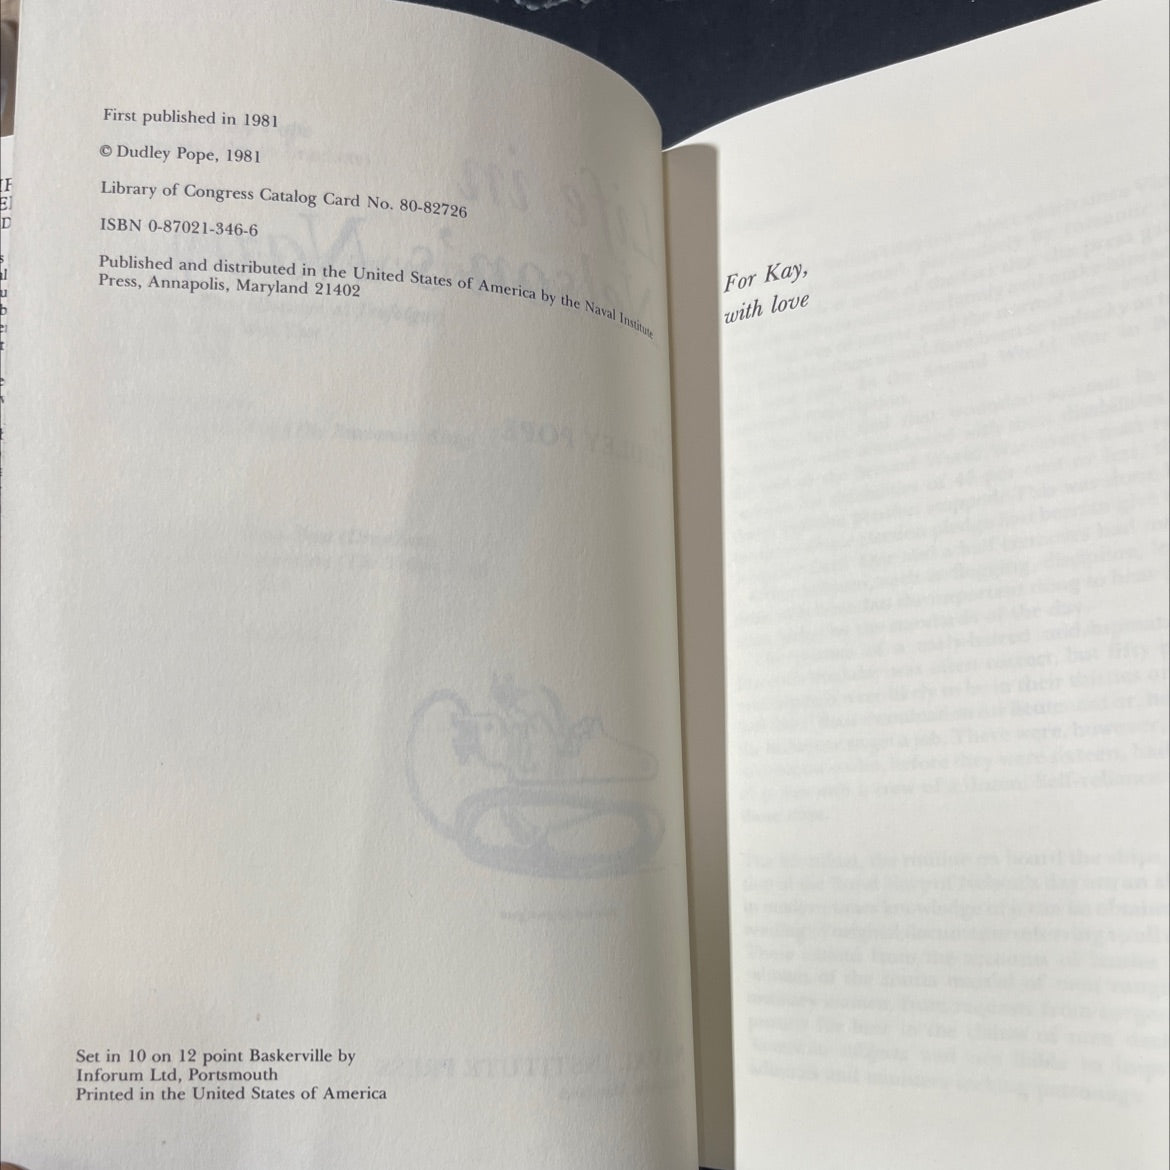 First published in 1981
© Dudley Pope, 1981
Library of Congress Catalog Card No. 80-82726
ISBN 0-87021-346-6
Published and distributed in the United States of America by the Naval Institute
Press, Annapolis, Maryland 21402
Set in 10 on 12 point Baskerville by
Inforum Ltd, Portsmouth
Printed in the United States of America
For Kay,
with love